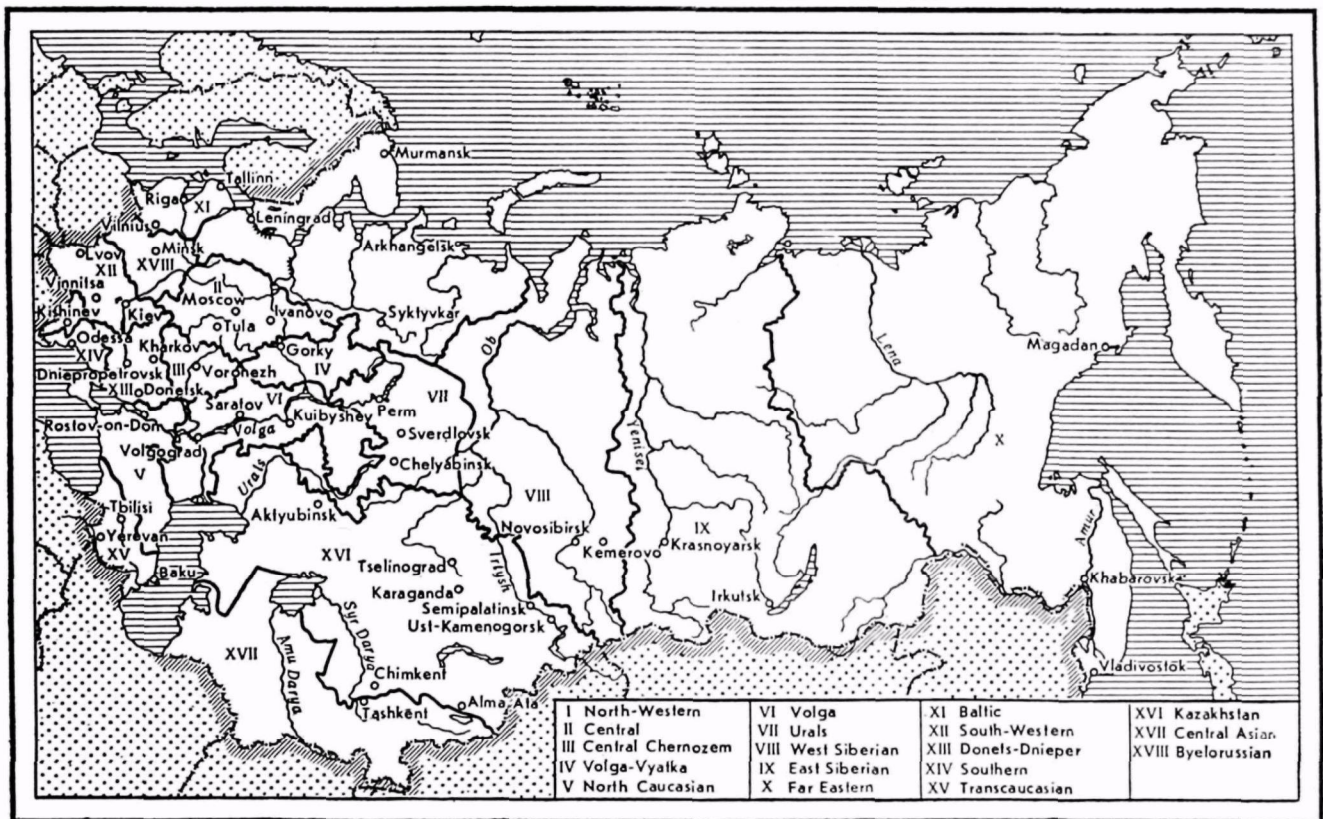 Murmansk
Tallinn
Riga
XI
Leningrad
Vilnius
Arkhangelsk
Minsk
Lvov
XVIII
XII
II
Vinnitsa
Moscow
Ob
Kishinev
Kiev
Ivanovo
Syktyvkar
Tula
Odessa
Kharkov
Gorky
Lena
Magadan
XIV
III
Voronezh
IV
Dniepropetrovsk
XIII
Donetsk
VI
VII
Saratov
Kuibyshev
Perm
Rostov-on-Don
Volga
Sverdlovsk
Yenisei
X
Volgograd
Chelyabinsk
V
Urals
VIII
Tbilisi
Aktyubinsk
Novosibirsk
IX
Amur
Yerevan
XVI
Kemerovo
Krasnoyarsk
XV
Tselinograd
Irtysh
Baku
Khabarovsk
Karaganda
Irkutsk
Semipalatinsk
Ust-Kamenogorsk
Syr Darya
XVII
Amu Darya
Chimkent
Vladivostok
Tashkent
Alma Ata
I North-Western
II Central
III Central Chernozem
IV Volga-Vyatka
V North Caucasian
VI Volga
VII Urals
VIII West Siberian
IX East Siberian
X Far Eastern
XI Baltic
XII South-Western
XIII Donets-Dnieper
XIV Southern
XV Transcaucasian
XVI Kazakhstan
XVII Central Asian
XVIII Byelorussian